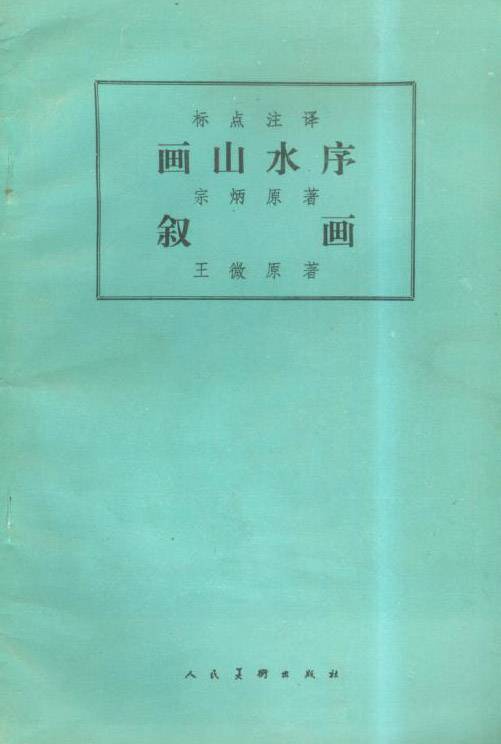 标点注译
画山水序
宗炳原著
叙画
王微原著
人民美术出版社